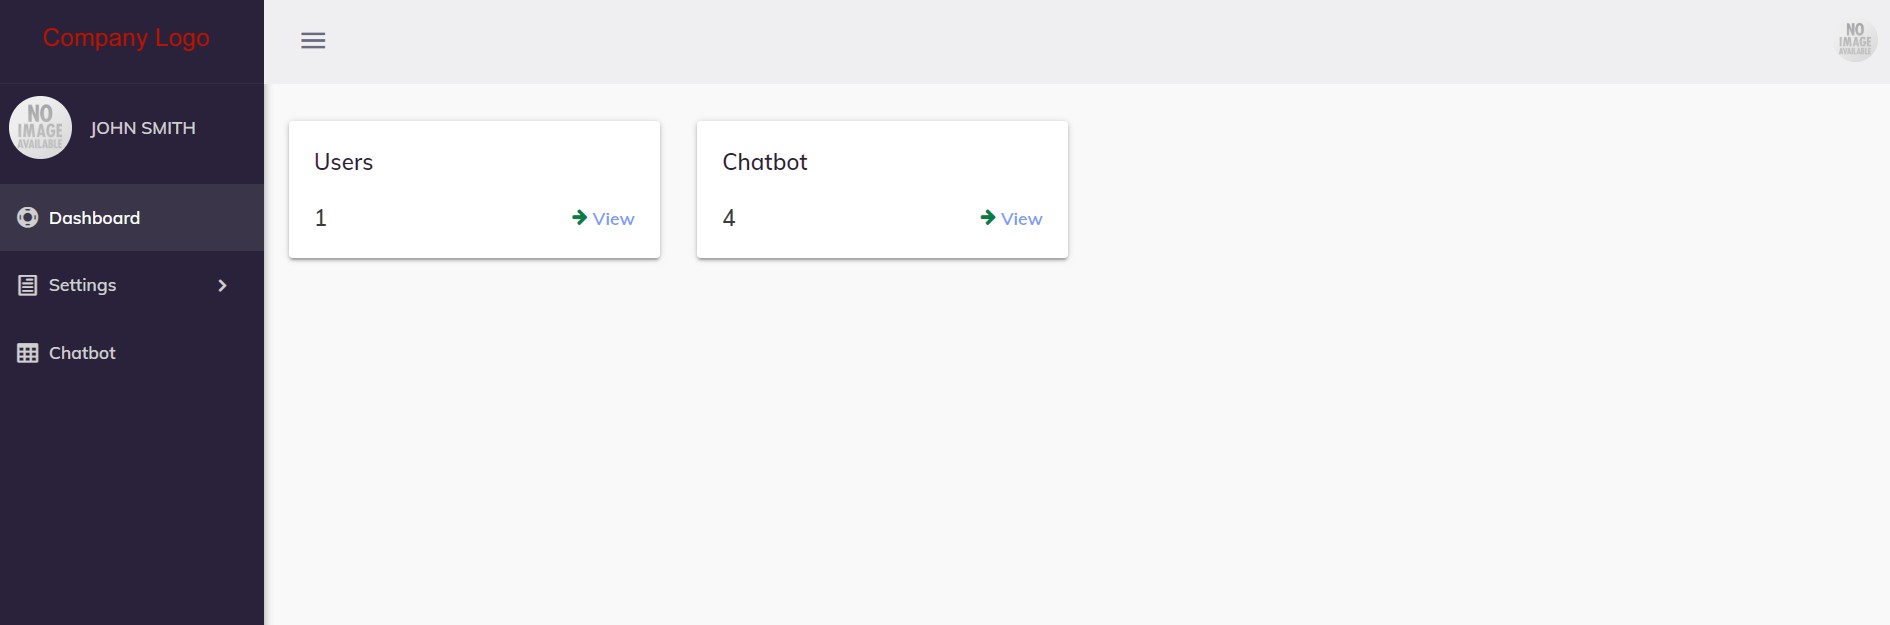 Company Logo
NO
IMAGE
AVAILABLE
NO
IMAGE
AVAILABLE
JOHN SMITH
Dashboard
Settings
Chatbot
Users
1
View
Chatbot
4
View